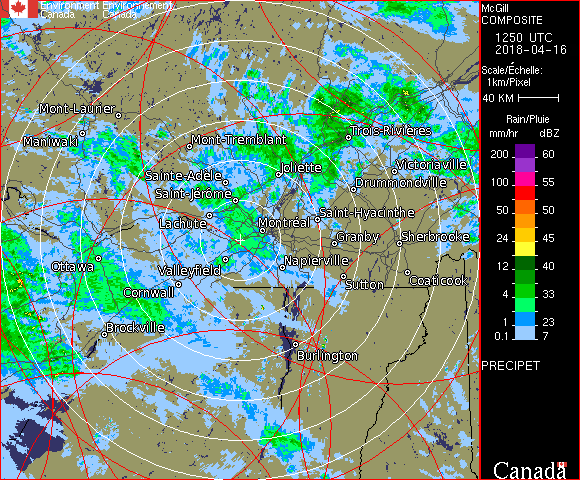 Environment Environnement
Canada Canada
McGill
COMPOSITE
1250 UTC
2018-04-16
Scale/Échelle:
1km/Pixel
40 KM
Rain/Pluie
mm/hr dBZ
200 60
100 55
50 50
24 45
12 40
4 33
1 23
0.1 7
PRECIPET
Canada
Mont-Laurier
Maniwaki
Mont-Tremblant
Trois-Rivières
Joliette
Victoriaville
Sainte-Adèle
Drummondville
Saint-Jérôme
Lachute
Saint-Hyacinthe
Montréal
Granby
Sherbrooke
Ottawa
Valleyfield
Napierville
Cornwall
Sutton
Coaticook
Brockville
Burlington